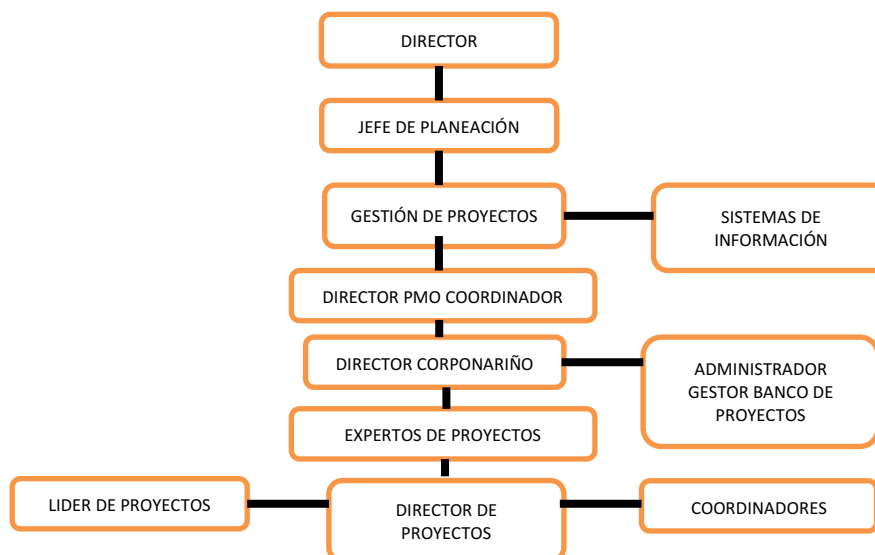 DIRECTOR
JEFE DE PLANEACIÓN
GESTIÓN DE PROYECTOS
SISTEMAS DE
INFORMACIÓN
DIRECTOR PMO COORDINADOR
DIRECTOR CORPONARIÑO
ADMINISTRADOR
GESTOR BANCO DE
PROYECTOS
EXPERTOS DE PROYECTOS
LIDER DE PROYECTOS
DIRECTOR DE
PROYECTOS
COORDINADORES